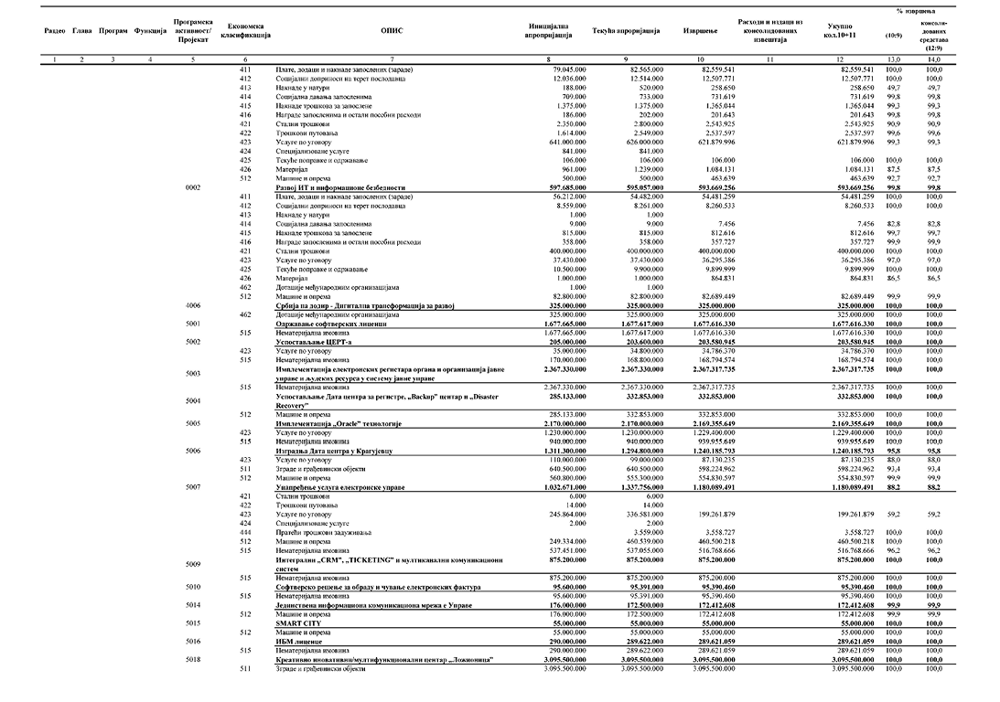 % извршења
Раздео Глава Програм Функција Програмска активност/ Пројекат Економска класификација ОПИС Иницијална апропријација Текућа апропријација Извршење Расходи и издаци из консолидованих извештаја Укупно кол.10+11 (10:9) консоли-дованих средстава (12:9)
1 2 3 4 5 6 7 8 9 10 11 12 13,0 14,0
411 Плате, додаци и накнаде запослених (зараде) 79.045.000 82.565.000 82.559.541 82.559.541 100,0 100,0
412 Социјални доприноси на терет послодавца 12.036.000 12.514.000 12.507.771 12.507.771 100,0 100,0
413 Накнаде у натури 188.000 520.000 258.650 258.650 49,7 49,7
414 Социјална давања запосленима 709.000 733.000 731.619 731.619 99,8 99,8
415 Накнаде трошкова за запослене 1.375.000 1.375.000 1.365.044 1.365.044 99,3 99,3
416 Награде запосленима и остали посебни расходи 186.000 202.000 201.643 201.643 99,8 99,8
421 Стални трошкови 2.350.000 2.800.000 2.543.925 2.543.925 90,9 90,9
422 Трошкови путовања 1.614.000 2.549.000 2.537.597 2.537.597 99,6 99,6
423 Услуге по уговору 641.000.000 626.000.000 621.879.996 621.879.996 99,3 99,3
424 Специјализоване услуге 841.000 841.000
425 Текуће поправке и одржавање 106.000 106.000 106.000 106.000 100,0 100,0
426 Материјал 961.000 1.239.000 1.084.131 1.084.131 87,5 87,5
512 Машине и опрема 500.000 500.000 463.639 463.639 92,7 92,7
0002 Развој ИТ и информационе безбедности 597.685.000 595.057.000 593.669.256 593.669.256 99,8 99,8
411 Плате, додаци и накнаде запослених (зараде) 56.212.000 54.482.000 54.481.259 54.481.259 100,0 100,0
412 Социјални доприноси на терет послодавца 8.559.000 8.261.000 8.260.533 8.260.533 100,0 100,0
413 Накнаде у натури 1.000 1.000
414 Социјална давања запосленима 9.000 9.000 7.456 7.456 82,8 82,8
415 Накнаде трошкова за запослене 815.000 815.000 812.616 812.616 99,7 99,7
416 Награде запосленима и остали посебни расходи 358.000 358.000 357.727 357.727 99,9 99,9
421 Стални трошкови 400.000.000 400.000.000 400.000.000 400.000.000 100,0 100,0
423 Услуге по уговору 37.430.000 37.430.000 36.295.386 36.295.386 97,0 97,0
425 Текуће поправке и одржавање 10.500.000 9.900.000 9.899.999 9.899.999 100,0 100,0
426 Материјал 1.000.000 1.000.000 864.831 864.831 86,5 86,5
462 Дотације међународним организацијама 1.000 1.000
512 Машине и опрема 82.800.000 82.800.000 82.689.449 82.689.449 99,9 99,9
4006 Србија на додир - Дигитална трансформација за развој 325.000.000 325.000.000 325.000.000 325.000.000 100,0 100,0
462 Дотације међународним организацијама 325.000.000 325.000.000 325.000.000 325.000.000 100,0 100,0
5001 Одржавање софтверских лиценци 1.677.665.000 1.677.617.000 1.677.616.330 1.677.616.330 100,0 100,0
515 Нематеријална имовина 1.677.665.000 1.677.617.000 1.677.616.330 1.677.616.330 100,0 100,0
5002 Успостављање ЦЕРТ-а 205.000.000 203.600.000 203.580.945 203.580.945 100,0 100,0
423 Услуге по уговору 35.000.000 34.800.000 34.786.370 34.786.370 100,0 100,0
515 Нематеријална имовина 170.000.000 168.800.000 168.794.574 168.794.574 100,0 100,0
5003 Имплементација електронских регистара органа и организација јавне управе и људских ресурса у систему јавне управе 2.367.330.000 2.367.330.000 2.367.317.735 2.367.317.735 100,0 100,0
515 Нематеријална имовина 2.367.330.000 2.367.330.000 2.367.317.735 2.367.317.735 100,0 100,0
5004 Успостављање Дата центра за регистре, „Backup" центар и „Disaster Recovery" 285.133.000 332.853.000 332.853.000 332.853.000 100,0 100,0
512 Машине и опрема 285.133.000 332.853.000 332.853.000 332.853.000 100,0 100,0
5005 Имплементација „Oracle" технологије 2.170.000.000 2.170.000.000 2.169.355.649 2.169.355.649 100,0 100,0
423 Услуге по уговору 1.230.000.000 1.230.000.000 1.229.400.000 1.229.400.000 100,0 100,0
515 Нематеријална имовина 940.000.000 940.000.000 939.955.649 939.955.649 100,0 100,0
5006 Изградња Дата центра у Крагујевцу 1.311.300.000 1.294.800.000 1.240.185.793 1.240.185.793 95,8 95,8
423 Услуге по уговору 110.000.000 99.000.000 87.130.235 87.130.235 88,0 88,0
511 Зграде и грађевински објекти 640.500.000 640.500.000 598.224.962 598.224.962 93,4 93,4
512 Машине и опрема 560.800.000 555.300.000 554.830.597 554.830.597 99,9 99,9
5007 Унапређење услуга електронске управе 1.032.671.000 1.337.756.000 1.180.089.491 1.180.089.491 88,2 88,2
421 Стални трошкови 6.000 6.000
422 Трошкови путовања 14.000 14.000
423 Услуге по уговору 245.864.000 336.581.000 199.261.879 199.261.879 59,2 59,2
424 Специјализоване услуге 2.000 2.000
444 Пратећи трошкови задуживања 3.559.000 3.558.727 3.558.727 100,0 100,0
512 Машине и опрема 249.334.000 460.539.000 460.500.218 460.500.218 100,0 100,0
515 Нематеријална имовина 537.451.000 537.055.000 516.768.666 516.768.666 96,2 96,2
5009 Интегрални „CRM", „TICKETING" и мултиканални комуникациони систем 875.200.000 875.200.000 875.200.000 875.200.000 100,0 100,0
515 Нематеријална имовина 875.200.000 875.200.000 875.200.000 875.200.000 100,0 100,0
5010 Софтверско решење за обраду и чување електронских фактура 95.600.000 95.391.000 95.390.460 95.390.460 100,0 100,0
515 Нематеријална имовина 95.600.000 95.391.000 95.390.460 95.390.460 100,0 100,0
5014 Јединствена информациона комуникациона мрежа е Управе 176.000.000 172.500.000 172.412.608 172.412.608 99,9 99,9
512 Машине и опрема 176.000.000 172.500.000 172.412.608 172.412.608 99,9 99,9
5015 SMART CITY 55.000.000 55.000.000 55.000.000 55.000.000 100,0 100,0
512 Машине и опрема 55.000.000 55.000.000 55.000.000 55.000.000 100,0 100,0
5016 ИБМ лиценце 290.000.000 289.622.000 289.621.059 289.621.059 100,0 100,0
515 Нематеријална имовина 290.000.000 289.622.000 289.621.059 289.621.059 100,0 100,0
5018 Креативно иновативни/мултифункционални центар „Ложионица" 3.095.500.000 3.095.500.000 3.095.500.000 3.095.500.000 100,0 100,0
511 Зграде и грађевински објекти 3.095.500.000 3.095.500.000 3.095.500.000 3.095.500.000 100,0 100,0